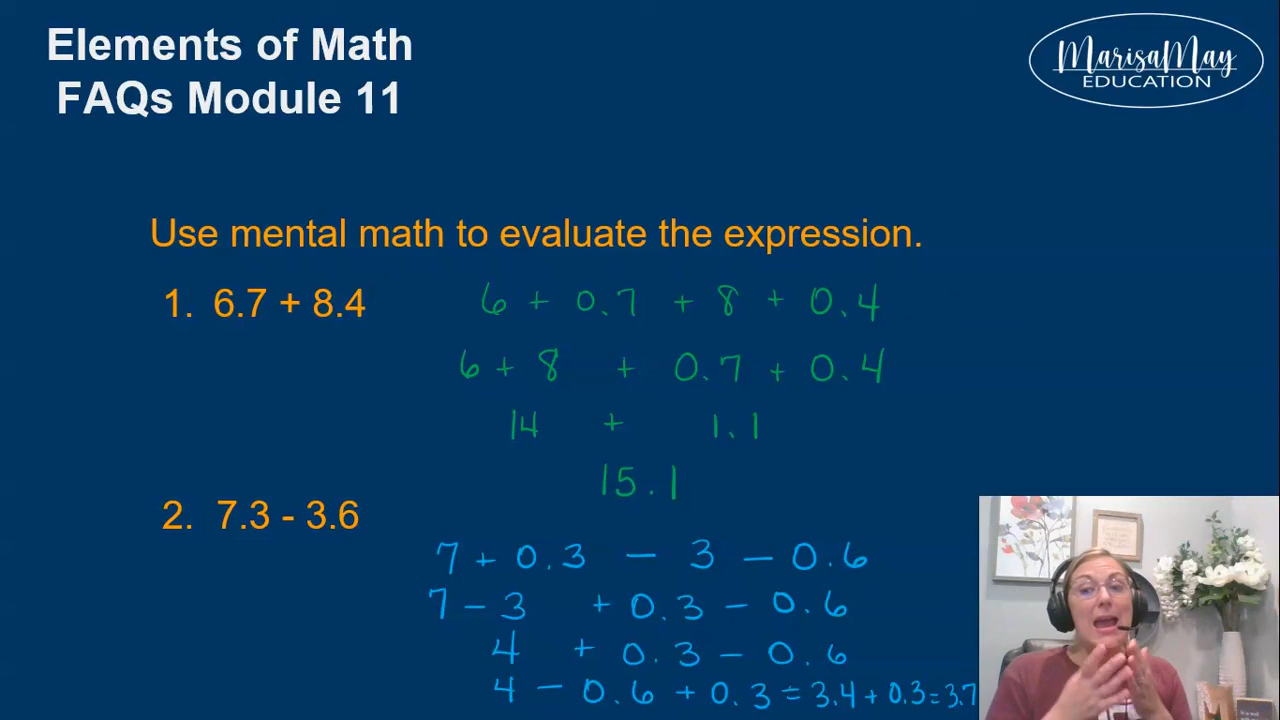 Elements of Math
FAQs Module 11
MarisaMay
EDUCATION
Use mental math to evaluate the expression.
1. 6.7 + 8.4
6 + 0.7 + 8 + 0.4
6 + 8 + 0.7 + 0.4
14 + 1.1
15.1
2. 7.3 - 3.6
7 + 0.3 - 3 - 0.6
7 - 3 + 0.3 - 0.6
4 + 0.3 - 0.6
4 - 0.6 + 0.3 = 3.4 + 0.3 = 3.7